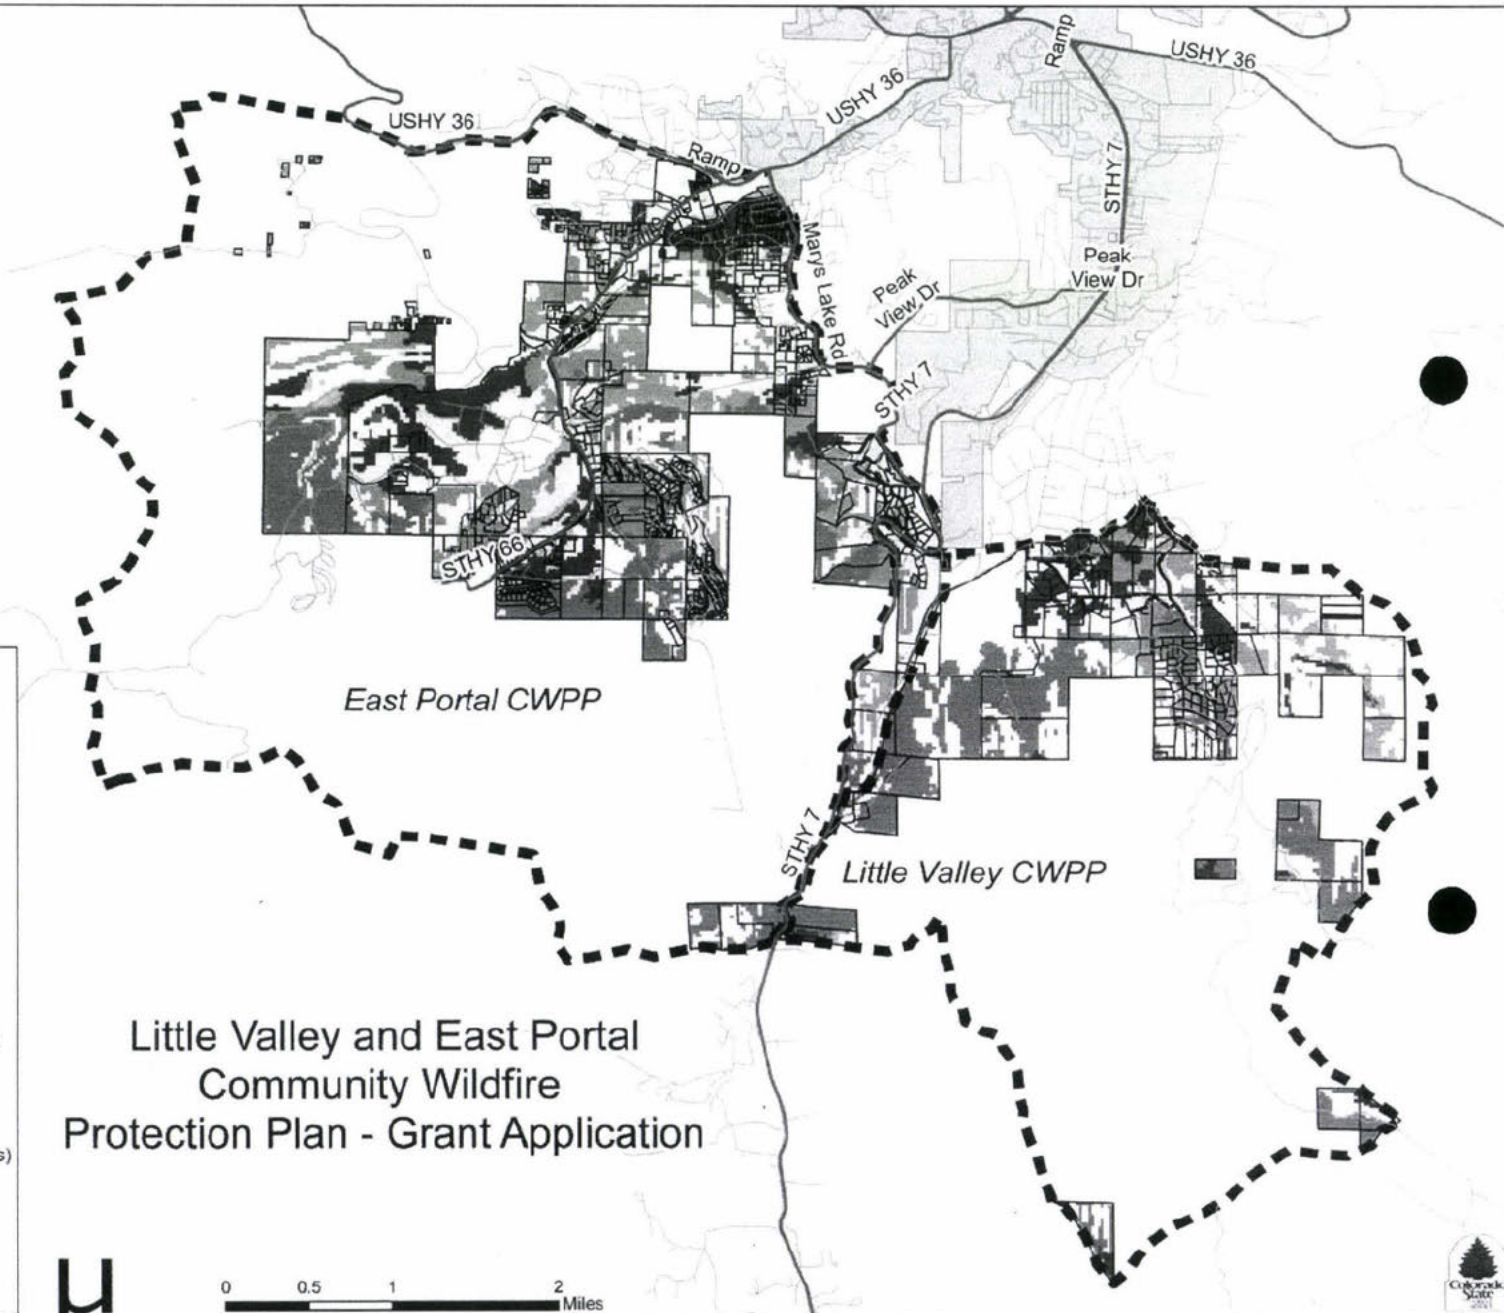 USHY 36
Ramp
USHY 36
Ramp
USHY 36
STHY 7
Marys Lake Rd
Peak
View Dr
Peak
View Dr
STHY 7
STHY 66
East Portal CWPP
STHY 7
Little Valley CWPP
Little Valley and East Portal
Community Wildfire
Protection Plan - Grant Application
s)
µ
0 0.5 1 2
Miles
Colorado
State